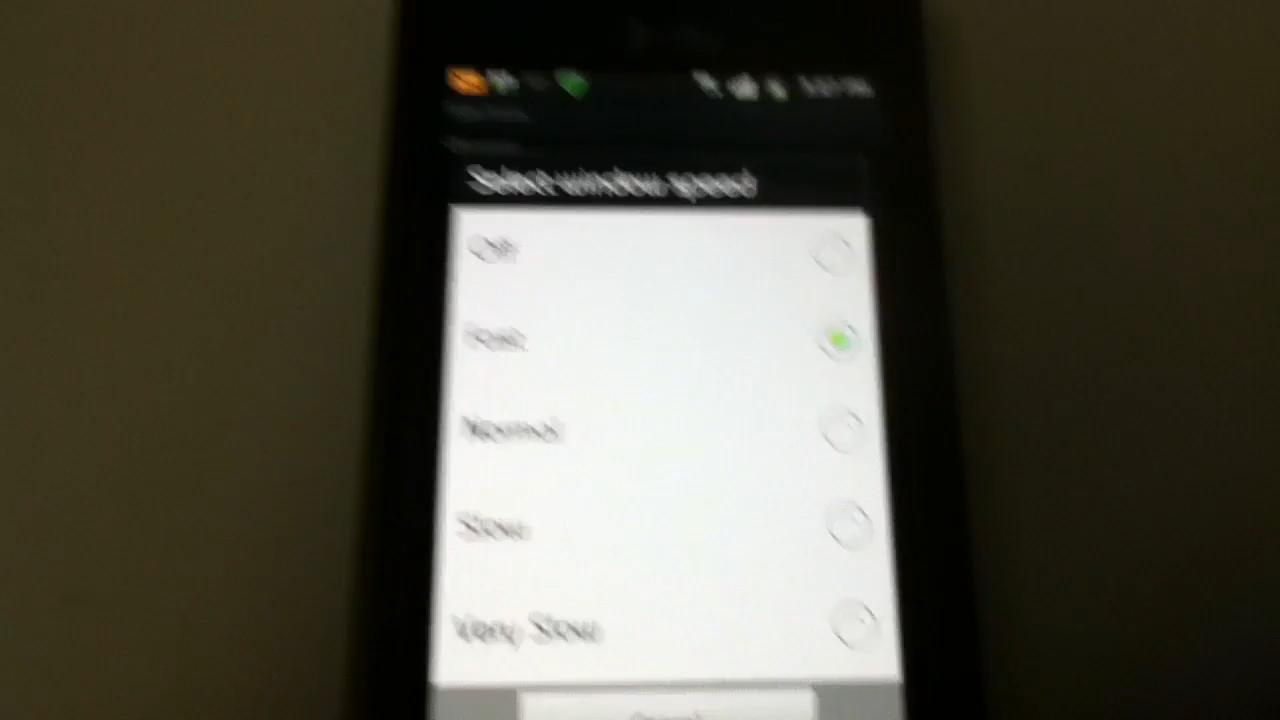 Select window speed
Off
Fast
Normal
Slow
Very Slow